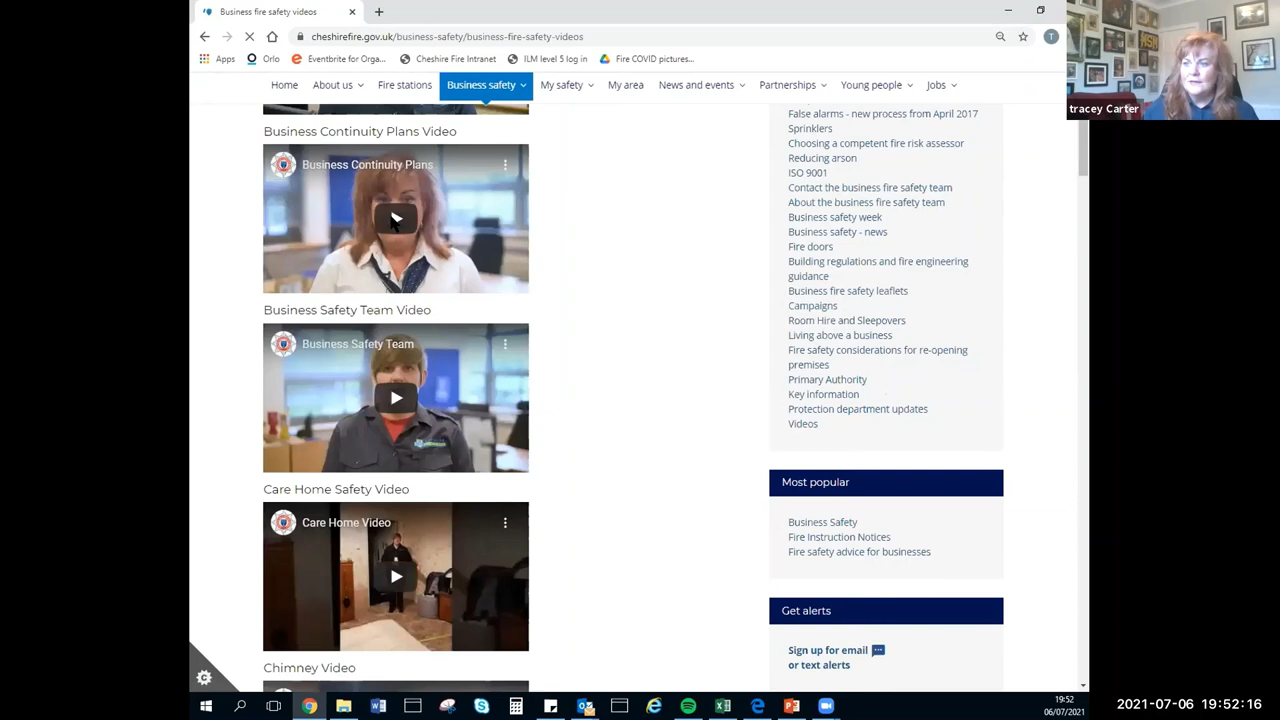 Business fire safety videos
cheshirefire.gov.uk/business-safety/business-fire-safety-videos
T
Apps
Orlo
Eventbrite for Orga...
Cheshire Fire Intranet
ILM level 5 log in
Fire COVID pictures...
Home
About us
Fire stations
Business safety
My safety
My area
News and events
Partnerships
Young people
Jobs
tracey Carter
Business Continuity Plans Video
Business Continuity Plans
Business Safety Team Video
Business Safety Team
Care Home Safety Video
Care Home Video
Chimney Video
False alarms - new process from April 2017
Sprinklers
Choosing a competent fire risk assessor
Reducing arson
ISO 9001
Contact the business fire safety team
About the business fire safety team
Business safety week
Business safety - news
Fire doors
Building regulations and fire engineering
guidance
Business fire safety leaflets
Campaigns
Room Hire and Sleepovers
Living above a business
Fire safety considerations for re-opening
premises
Primary Authority
Key information
Protection department updates
Videos
Most popular
Business Safety
Fire Instruction Notices
Fire safety advice for businesses
Get alerts
Sign up for email
or text alerts
19:52
06/07/2021
2021-07-06 19:52:16